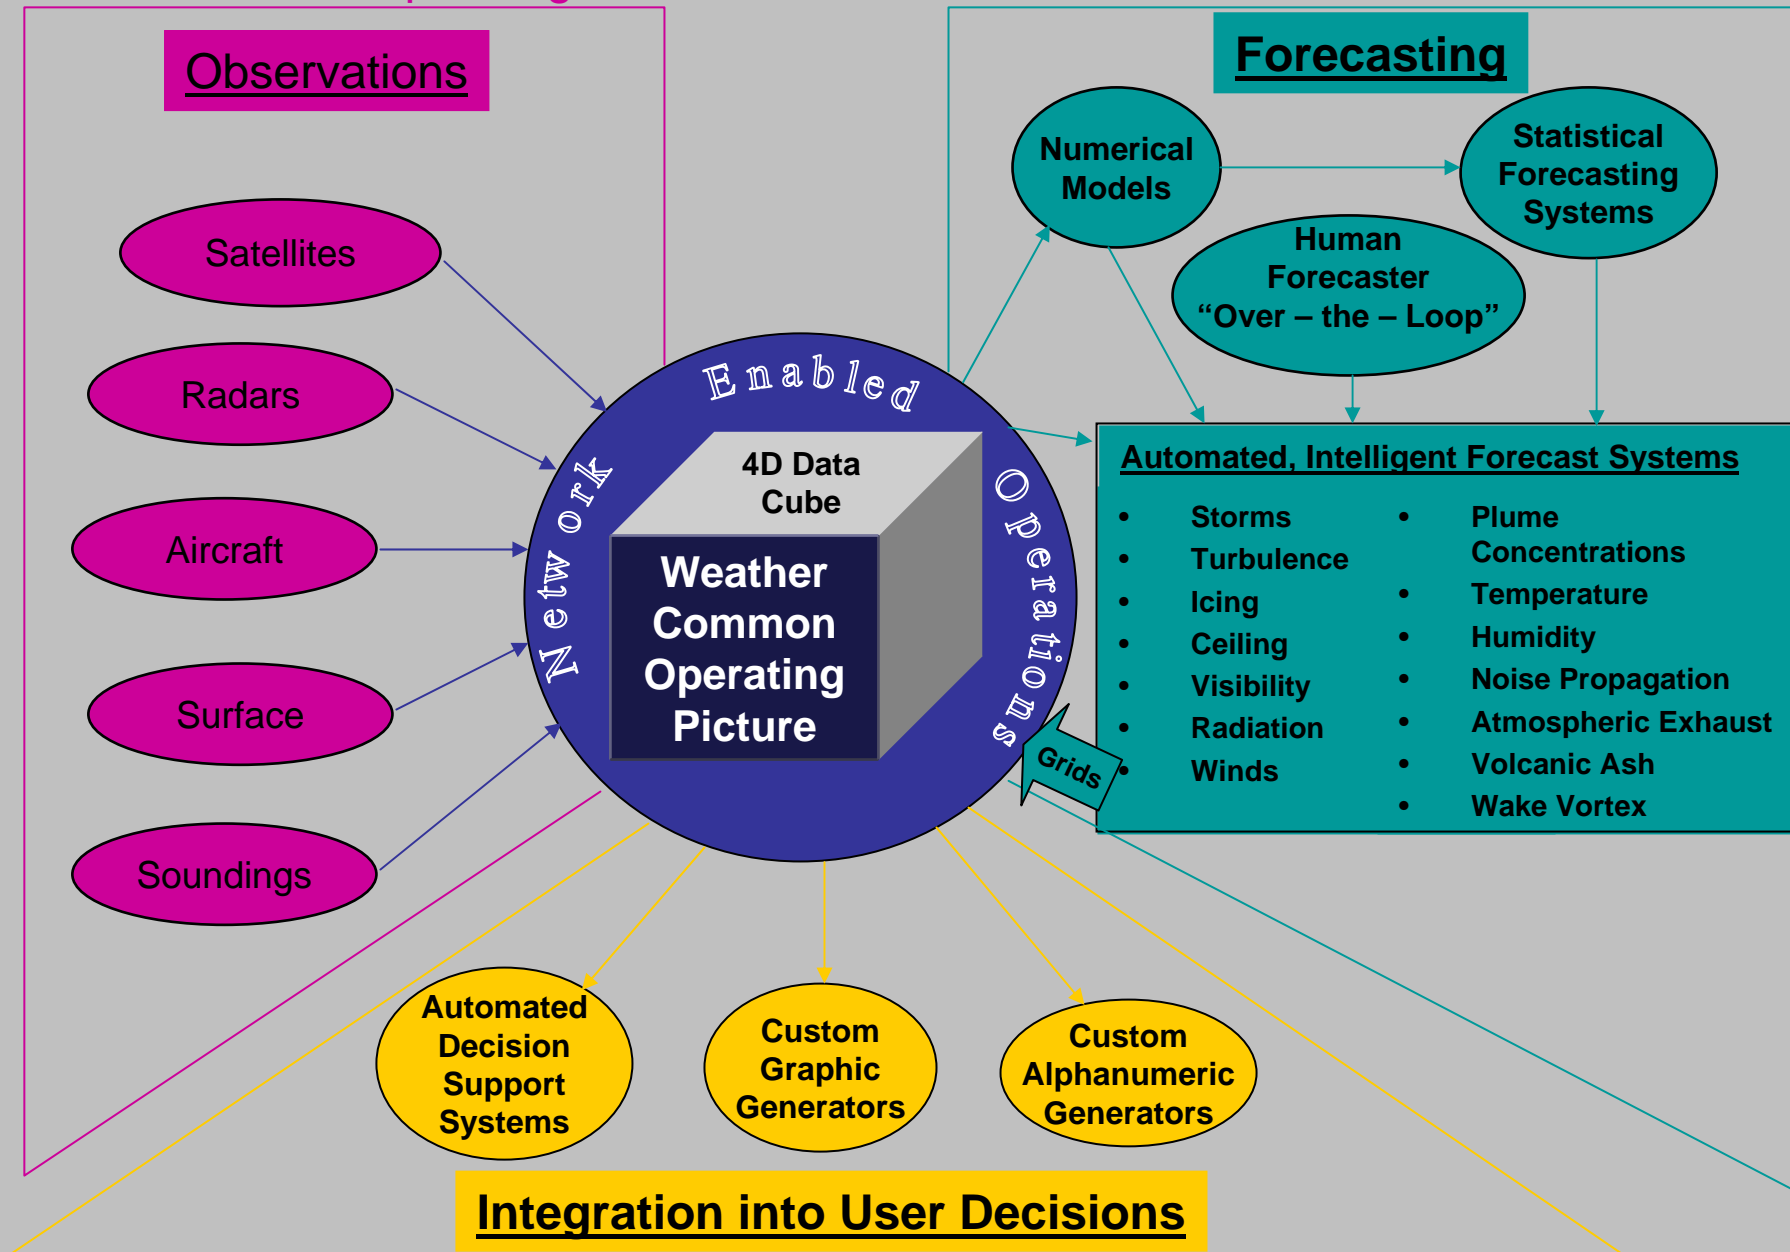 Observations
Satellites
Radars
Aircraft
Surface
Soundings
Network Enabled Operations
4D Data
Cube
Weather
Common
Operating
Picture
Forecasting
Numerical
Models
Statistical
Forecasting
Systems
Human
Forecaster
“Over – the – Loop”
Automated, Intelligent Forecast Systems
• Storms
• Turbulence
• Icing
• Ceiling
• Visibility
• Radiation
• Winds
• Plume
Concentrations
• Temperature
• Humidity
• Noise Propagation
• Atmospheric Exhaust
• Volcanic Ash
• Wake Vortex
Grids
Automated
Decision
Support
Systems
Custom
Graphic
Generators
Custom
Alphanumeric
Generators
Integration into User Decisions